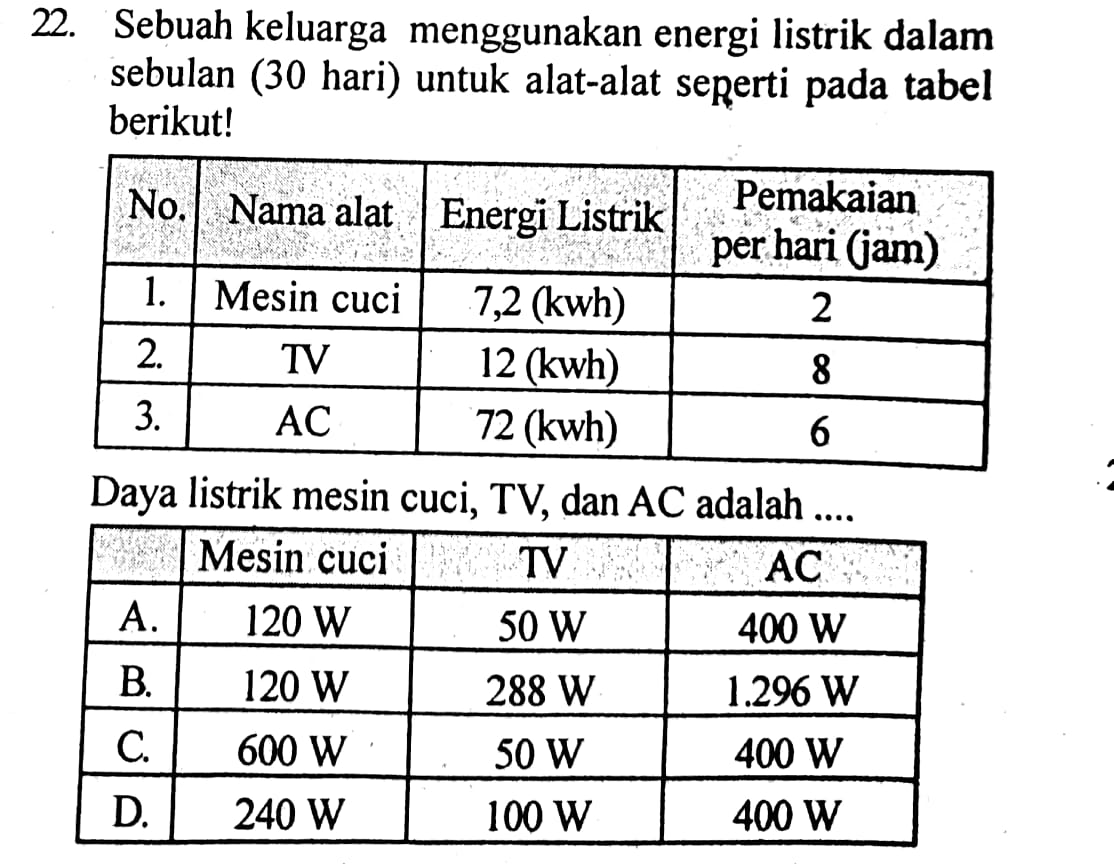 22. Sebuah keluarga menggunakan energi listrik dalam
sebulan (30 hari) untuk alat-alat seperti pada tabel
berikut!
No. Nama alat Energi Listrik Pemakaian
per hari (jam)
1. Mesin cuci 7,2 (kwh) 2
2. TV 12 (kwh) 8
3. AC 72 (kwh) 6
Daya listrik mesin cuci, TV, dan AC adalah ....
Mesin cuci TV AC
A. 120 W 50 W 400 W
B. 120 W 288 W 1.296 W
C. 600 W 50 W 400 W
D. 240 W 100 W 400 W